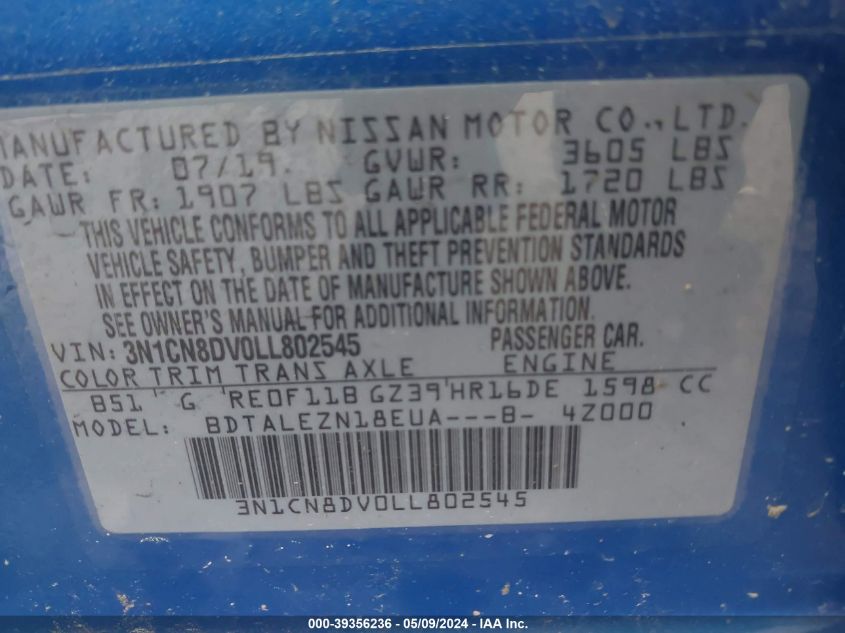 MANUFACTURED BY NISSAN MOTOR CO., LTD.
DATE: 07/19. GVWR: 3605 LBS
GAWR FR: 1907 LBS GAWR RR: 1720 LBS
THIS VEHICLE CONFORMS TO ALL APPLICABLE FEDERAL MOTOR
VEHICLE SAFETY, BUMPER AND THEFT PREVENTION STANDARDS
IN EFFECT ON THE DATE OF MANUFACTURE SHOWN ABOVE.
SEE OWNER'S MANUAL FOR ADDITIONAL INFORMATION.
VIN: 3N1CN8DV0LL802545 PASSENGER CAR.
COLOR TRIM TRANS AXLE ENGINE
B51 G RE0F11B GZ39 HR16DE 1598 CC
MODEL: BDTALEZN18EUA---B- 4Z000
3N1CN8DV0LL802545
000-39356236 - 05/09/2024 - IAA Inc.